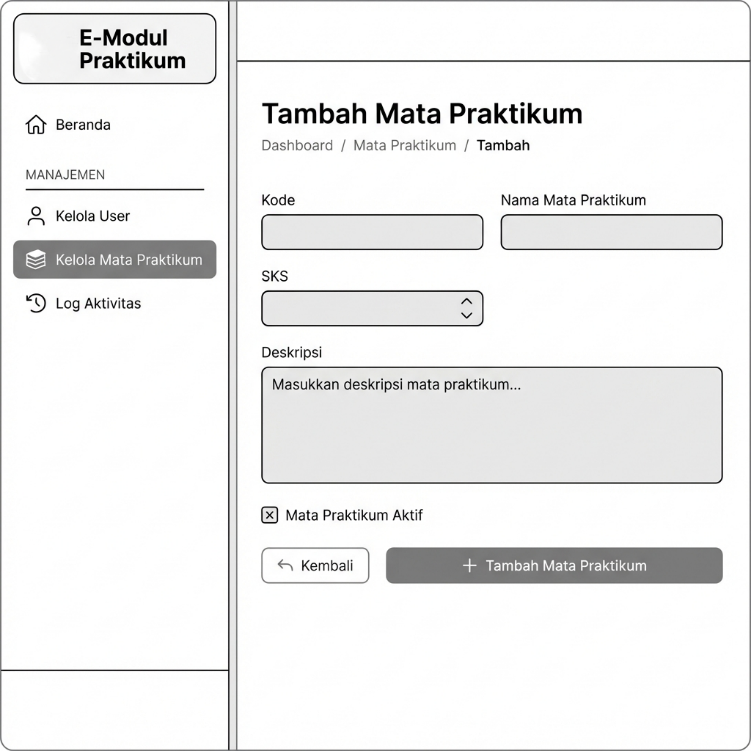 E-Modul
Praktikum
Beranda
MANAJEMEN
Kelola User
Kelola Mata Praktikum
Log Aktivitas
Tambah Mata Praktikum
Dashboard / Mata Praktikum / Tambah
Kode
Nama Mata Praktikum
SKS
Deskripsi
Masukkan deskripsi mata praktikum...
Mata Praktikum Aktif
Kembali
Tambah Mata Praktikum